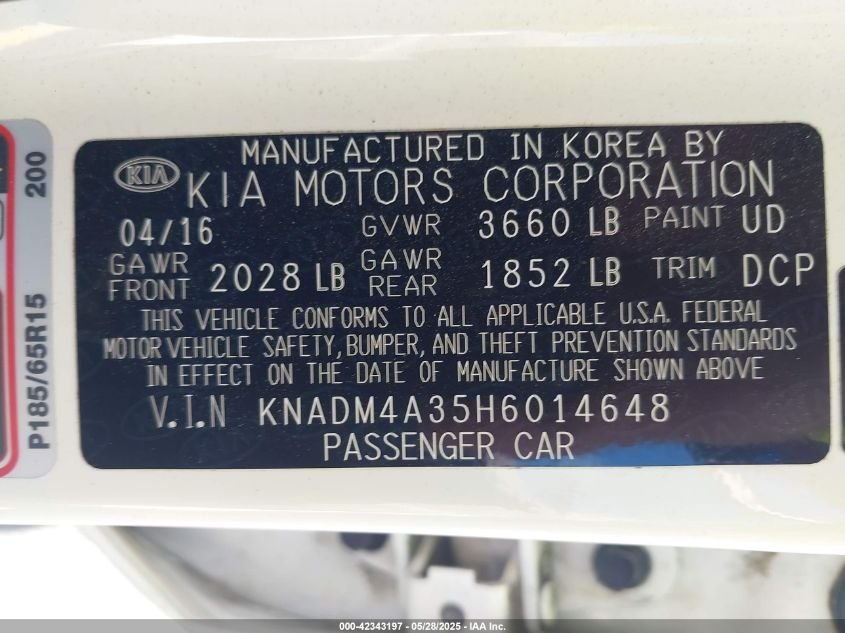 MANUFACTURED IN KOREA BY
KIA KIA MOTORS CORPORATION
04/16 GVWR 3660 LB PAINT UD
GAWR FRONT 2028 LB GAWR REAR 1852 LB TRIM DCP
THIS VEHICLE CONFORMS TO ALL APPLICABLE U.S.A. FEDERAL
MOTOR VEHICLE SAFETY, BUMPER, AND THEFT PREVENTION STANDARDS
IN EFFECT ON THE DATE OF MANUFACTURE SHOWN ABOVE
V.I.N KNADM4A35H6014648
PASSENGER CAR
P185/65R15 200
000-42343197 - 05/28/2025 - IAA Inc.